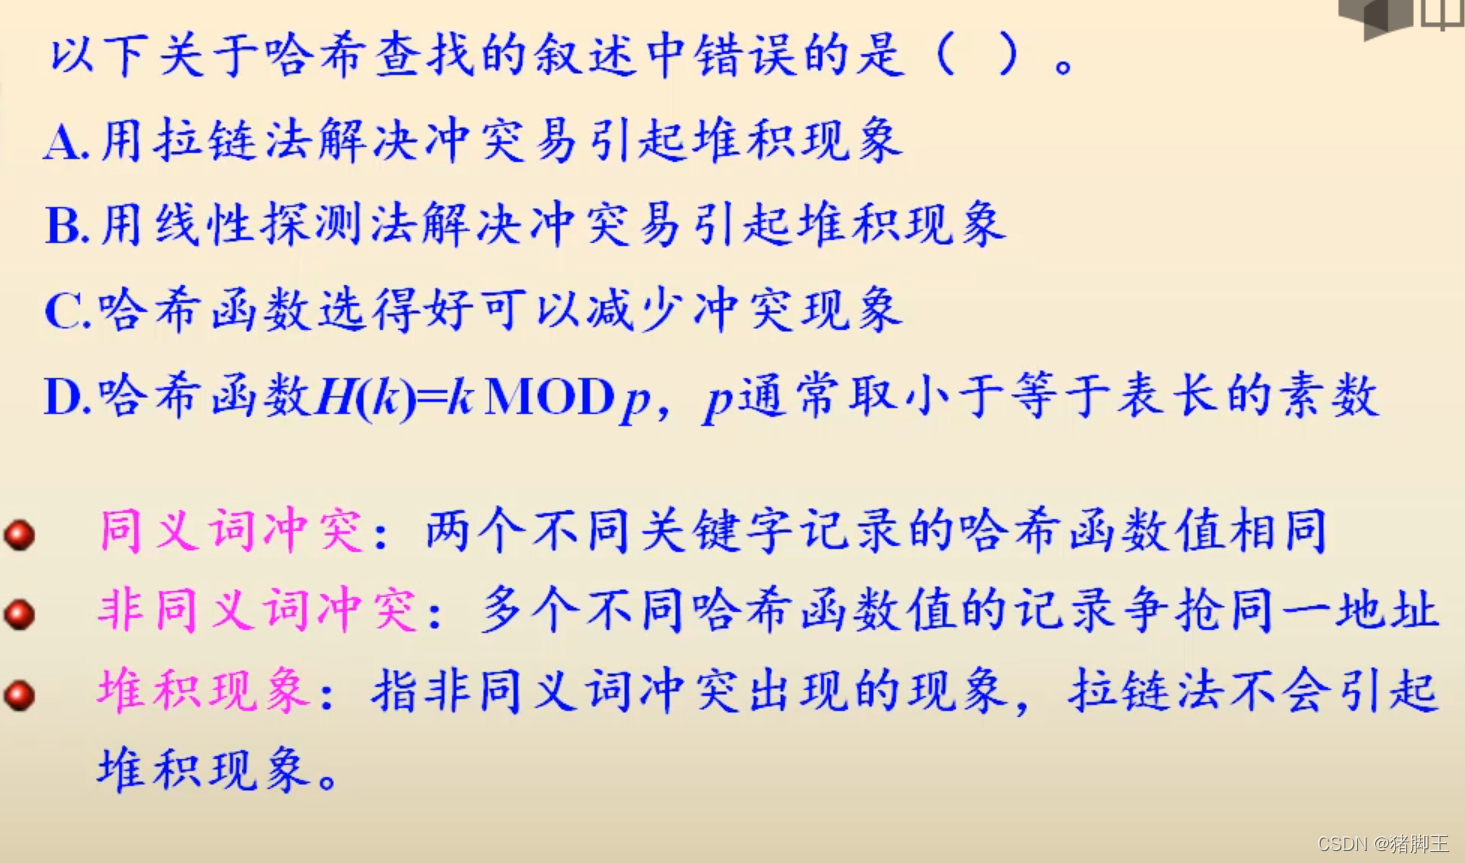 以下关于哈希查找的叙述中错误的是（ ）。
A.用拉链法解决冲突易引起堆积现象
B.用线性探测法解决冲突易引起堆积现象
C.哈希函数选得好可以减少冲突现象
D.哈希函数H(k)=k MOD p，p通常取小于等于表长的素数
同义词冲突：两个不同关键字记录的哈希函数值相同
非同义词冲突：多个不同哈希函数值的记录争抢同一地址
堆积现象：指非同义词冲突出现的现象，拉链法不会引起
堆积现象。
CSDN @猪脚王